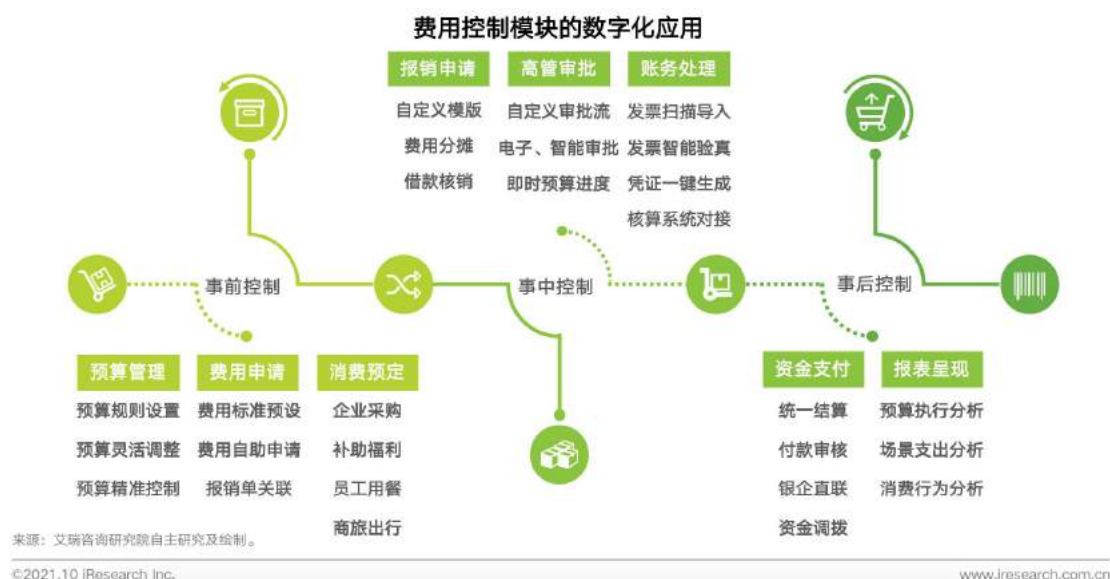 费用控制模块的数字化应用
报销申请 高管审批 账务处理
自定义模版 自定义审批流 发票扫描导入
费用分摊 电子、智能审批 发票智能验真
借款核销 即时预算进度 凭证一键生成
核算系统对接
事前控制 事中控制 事后控制
预算管理 费用申请 消费预定 资金支付 报表呈现
预算规则设置 费用标准预设 企业采购 统一结算 预算执行分析
预算灵活调整 费用自助申请 补助福利 付款审核 场景支出分析
预算精准控制 报销单关联 员工用餐 银企直联 消费行为分析
商旅出行 资金调拨
来源：艾瑞咨询研究院自主研究及绘制。
©2021.10 iResearch Inc. www.iresearch.com.cn